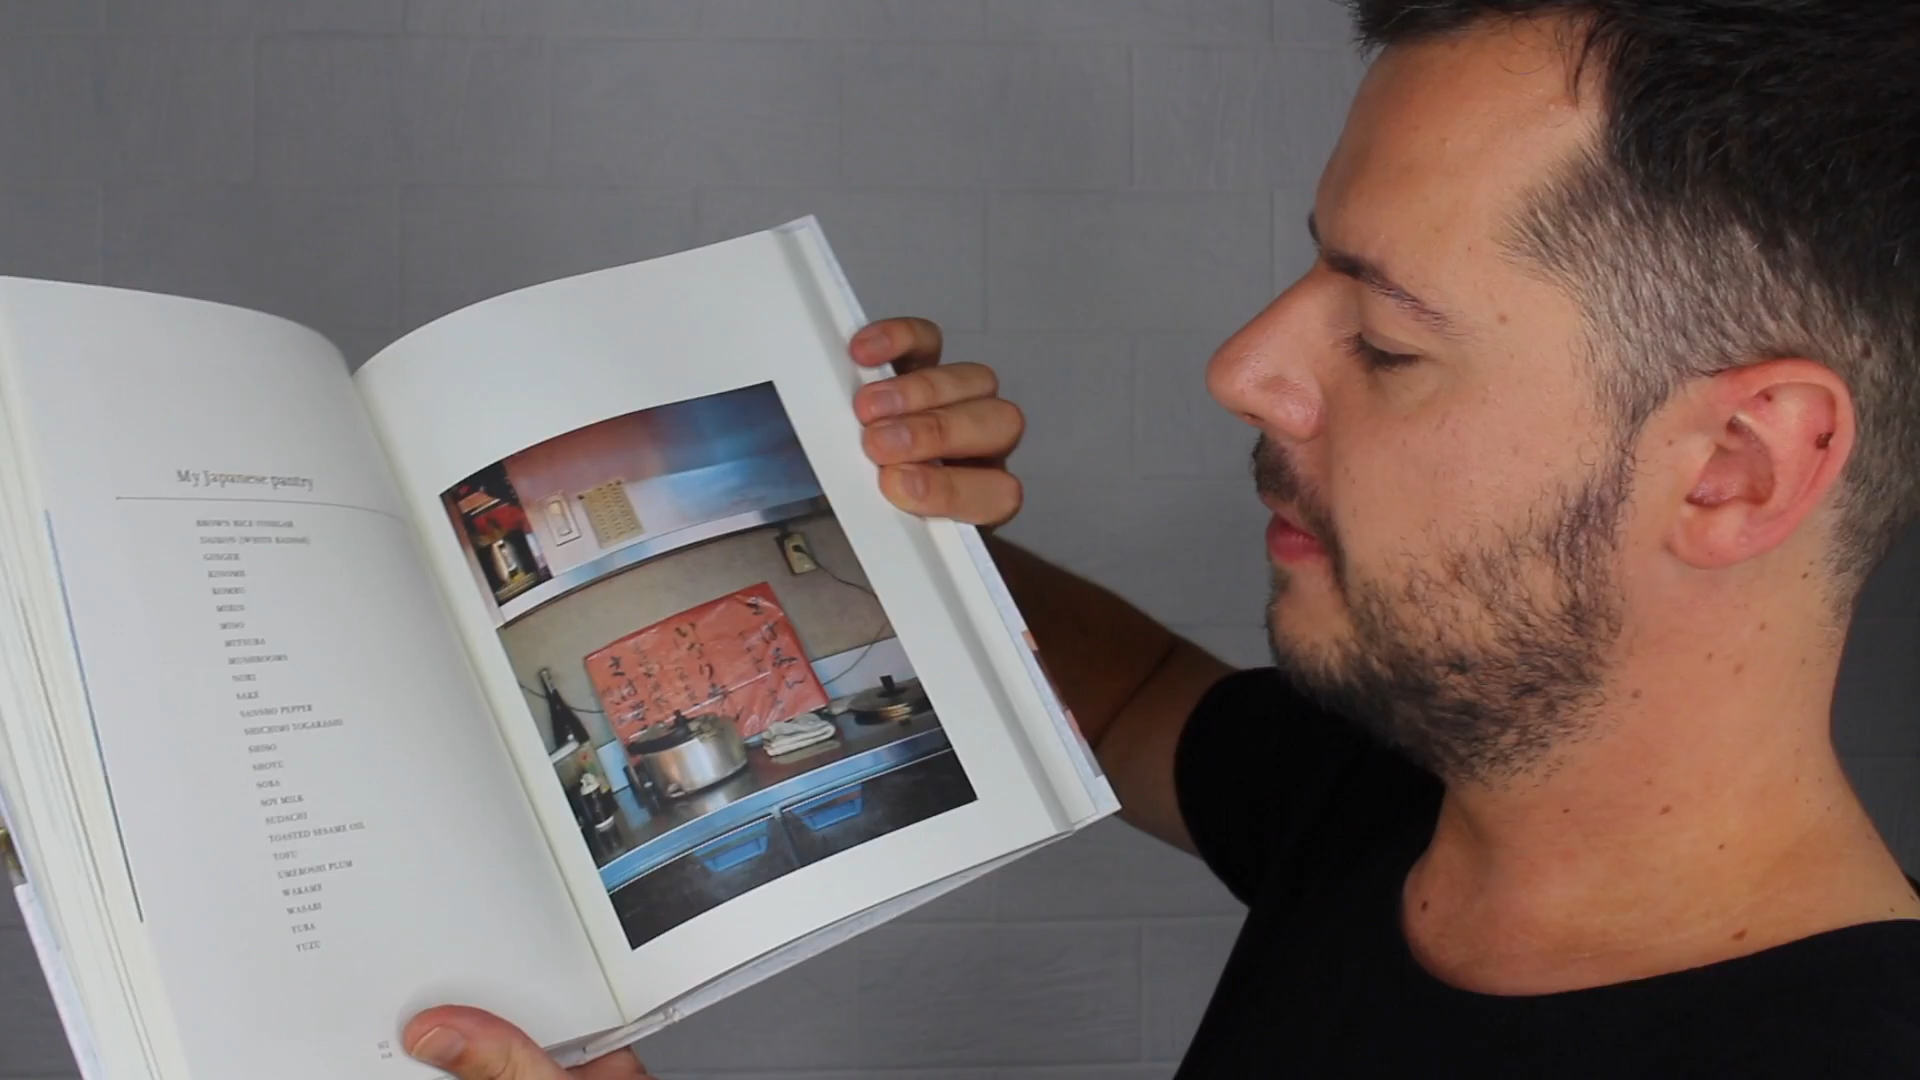 My Japanese pantry
BROWN RICE VINEGAR
DAIKON (WHITE RADISH)
GINGER
KINOME
KOMBU
MIRIN
MISO
MITSUBA
MUSHROOMS
NORI
SAKE
SANSHO PEPPER
SHICHIMI TOGARASHI
SHISO
SHOYU
SOBA
SOY MILK
SUDACHI
TOASTED SESAME OIL
TOFU
UMEBOSHI PLUM
WAKAME
WASABI
YUBA
YUZU